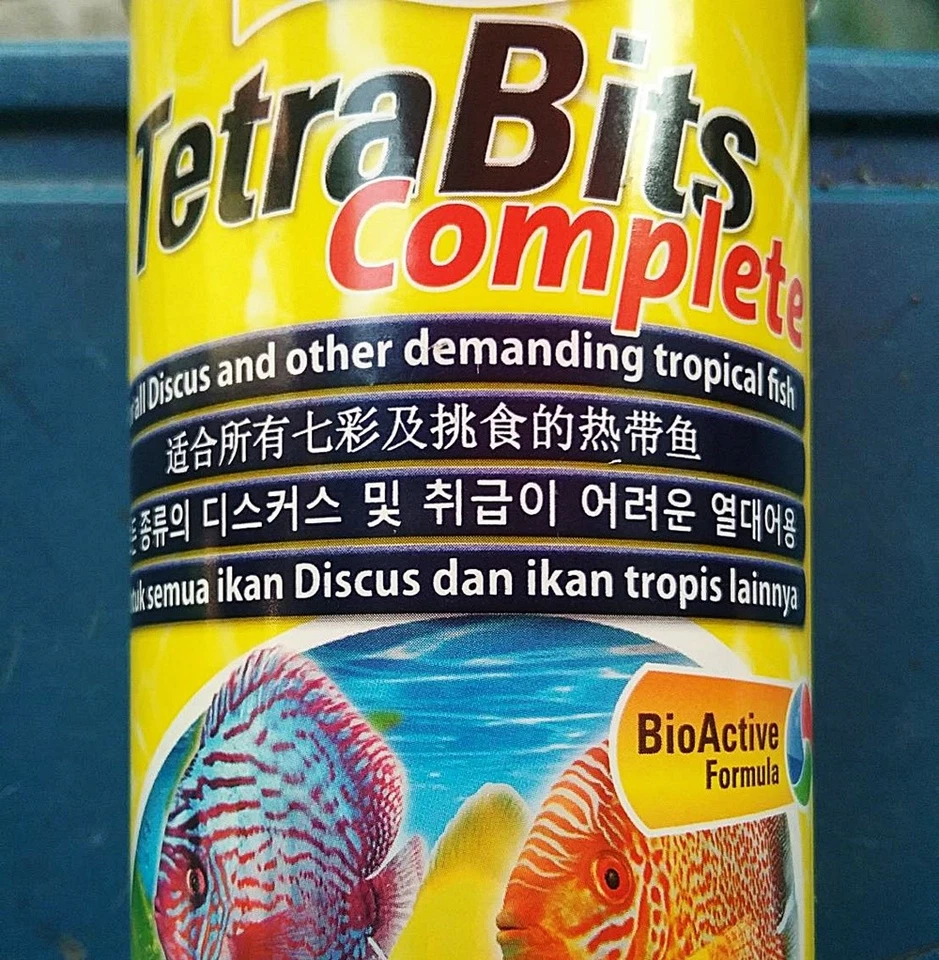 TetraBits
Complete
all Discus and other demanding tropical fish
适合所有七彩及挑食的热带鱼
종류의 디스커스 및 취급이 어려운 열대어용
semua ikan Discus dan ikan tropis lainnya
BioActive
Formula